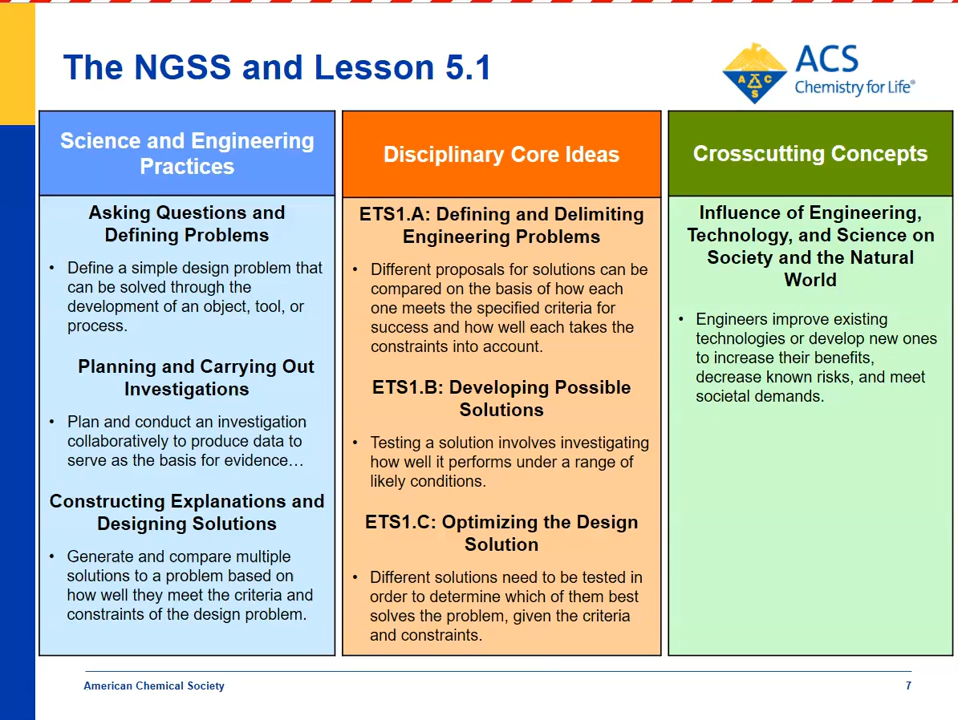 The NGSS and Lesson 5.1
A C S
ACS
Chemistry for Life®
Science and Engineering
Practices
Asking Questions and
Defining Problems
• Define a simple design problem that
can be solved through the
development of an object, tool, or
process.
Planning and Carrying Out
Investigations
• Plan and conduct an investigation
collaboratively to produce data to
serve as the basis for evidence…
Constructing Explanations and
Designing Solutions
• Generate and compare multiple
solutions to a problem based on
how well they meet the criteria and
constraints of the design problem.
Disciplinary Core Ideas
ETS1.A: Defining and Delimiting
Engineering Problems
• Different proposals for solutions can be
compared on the basis of how each
one meets the specified criteria for
success and how well each takes the
constraints into account.
ETS1.B: Developing Possible
Solutions
• Testing a solution involves investigating
how well it performs under a range of
likely conditions.
ETS1.C: Optimizing the Design
Solution
• Different solutions need to be tested in
order to determine which of them best
solves the problem, given the criteria
and constraints.
Crosscutting Concepts
Influence of Engineering,
Technology, and Science on
Society and the Natural
World
• Engineers improve existing
technologies or develop new ones
to increase their benefits,
decrease known risks, and meet
societal demands.
American Chemical Society
7